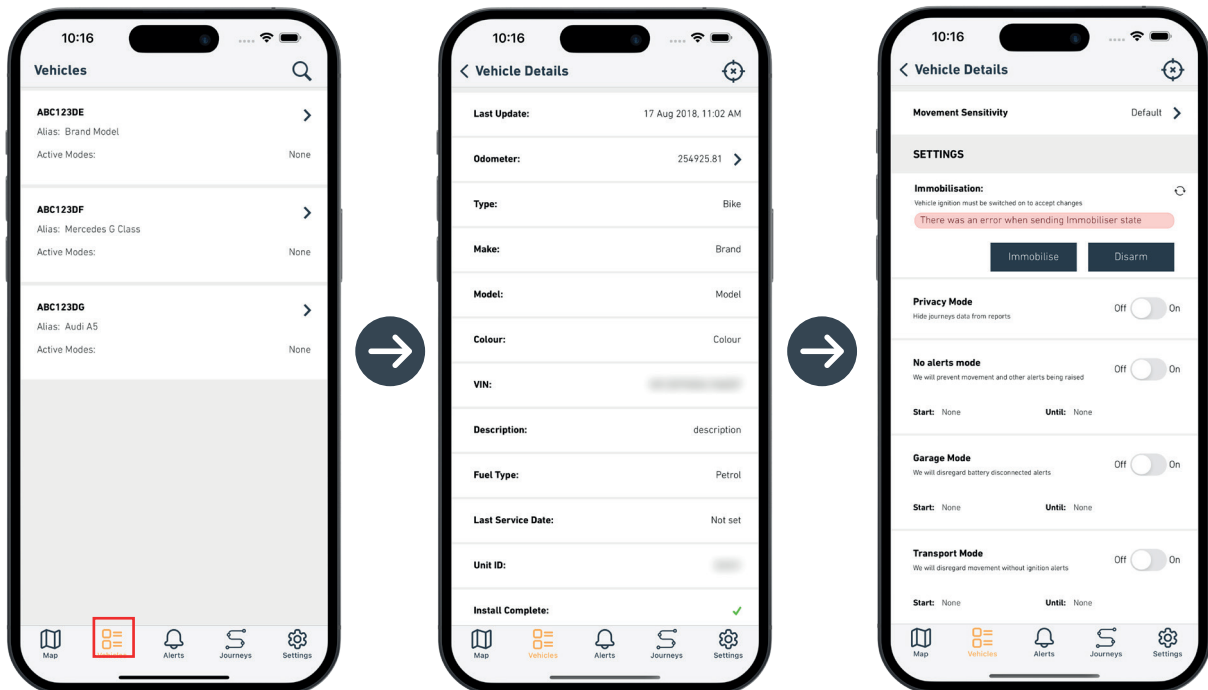 10:16
Vehicles
ABC123DE
Alias: Brand Model
Active Modes: None
ABC123DF
Alias: Mercedes G Class
Active Modes: None
ABC123DG
Alias: Audi A5
Active Modes: None
Map Vehicles Alerts Journeys Settings
10:16
Vehicle Details
Last Update: 17 Aug 2018, 11:02 AM
Odometer: 254925.81
Type: Bike
Make: Brand
Model: Model
Colour: Colour
VIN:
Description: description
Fuel Type: Petrol
Last Service Date: Not set
Unit ID:
Install Complete:
Map Vehicles Alerts Journeys Settings
10:16
Vehicle Details
Movement Sensitivity Default
SETTINGS
Immobilisation:
Vehicle ignition must be switched on to accept changes
There was an error when sending Immobiliser state
Immobilise Disarm
Privacy Mode Off On
Hide journeys data from reports
No alerts mode Off On
We will prevent movement and other alerts being raised
Start: None Until: None
Garage Mode Off On
We will disregard battery disconnected alerts
Start: None Until: None
Transport Mode Off On
We will disregard movement without ignition alerts
Start: None Until: None
Map Vehicles Alerts Journeys Settings